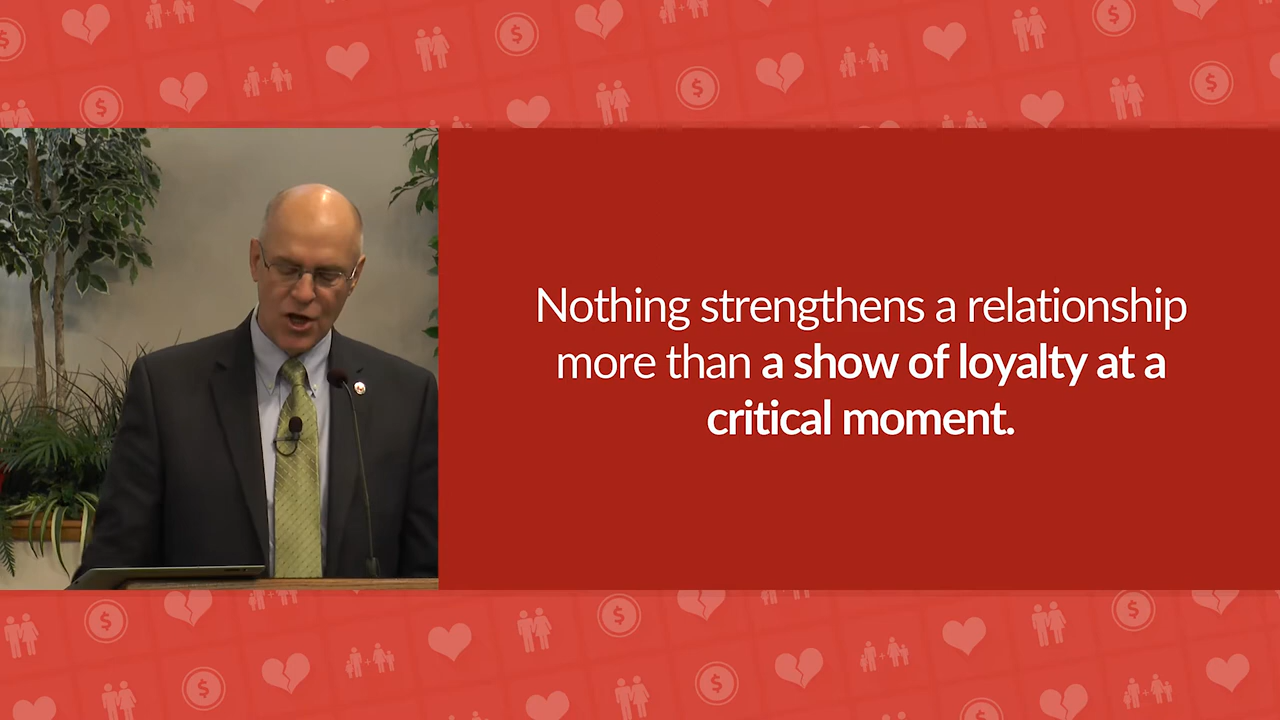 Nothing strengthens a relationship
more than a show of loyalty at a
critical moment.